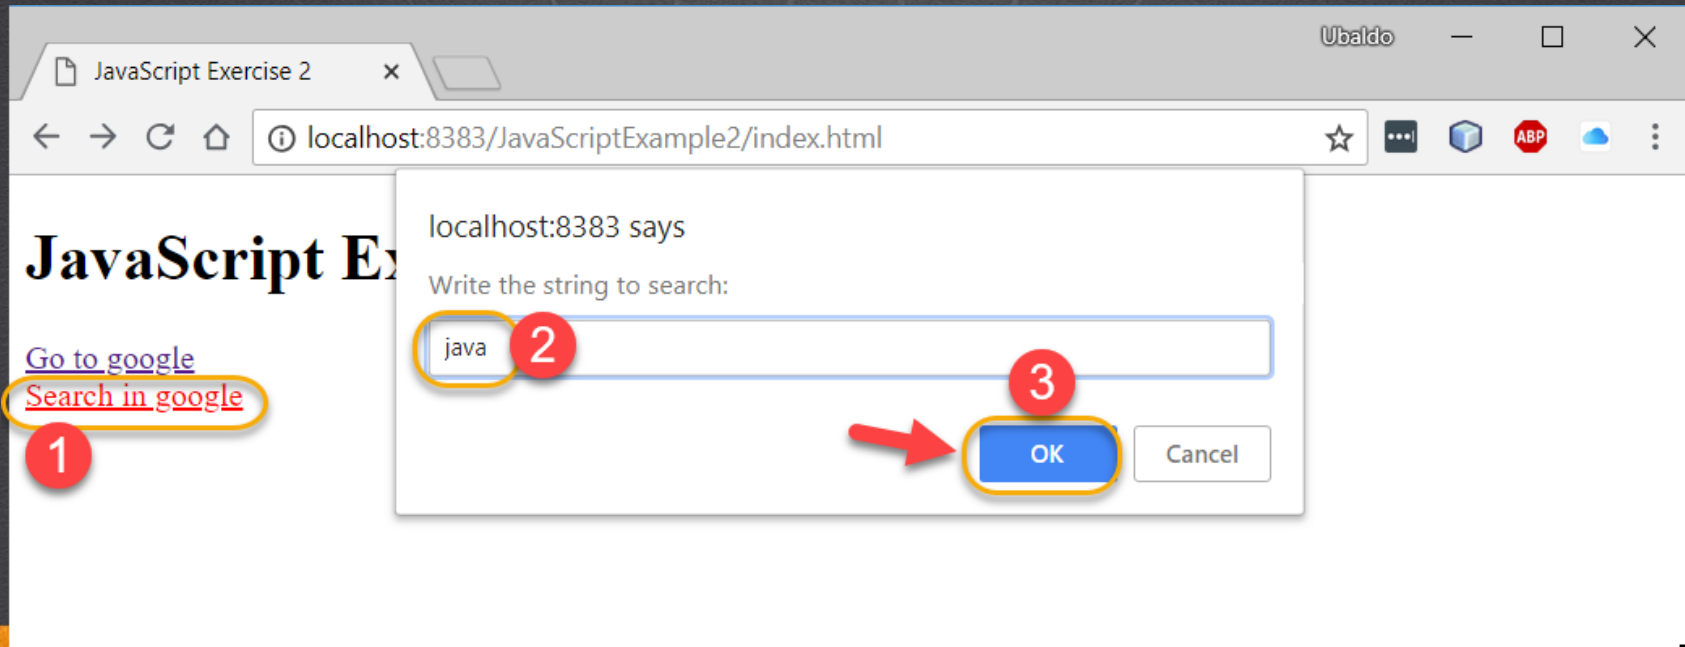 Ubaldo
JavaScript Exercise 2
localhost:8383/JavaScriptExample2/index.html
ABP
localhost:8383 says
JavaScript Ex
Write the string to search:
java 2
Go to google
3
Search in google
1
OK Cancel